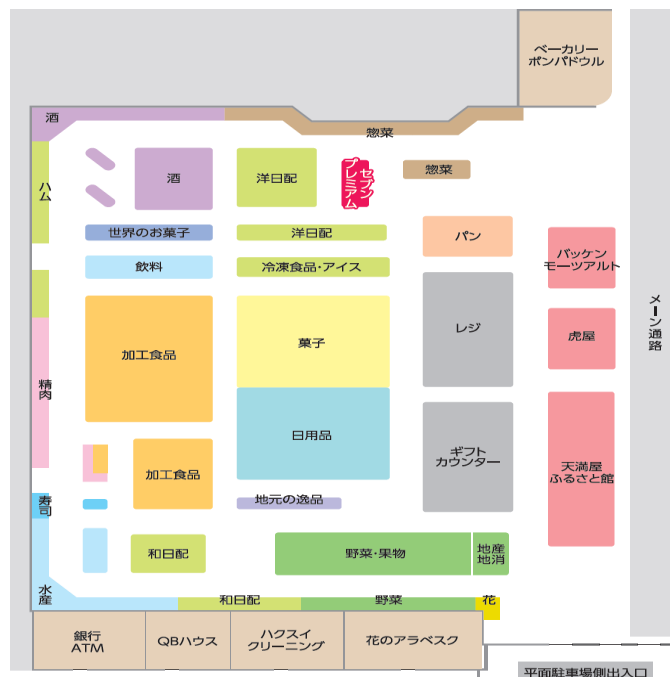 ベーカリー
ポンパドウル
酒
惣菜
ハム
酒
洋日配
セブン
プレミアム
惣菜
世界のお菓子
洋日配
パン
バッケン
モーツアルト
飲料
冷凍食品・アイス
メーン通路
加工食品
菓子
レジ
虎屋
精肉
日用品
ギフト
カウンター
天満屋
ふるさと館
加工食品
寿司
地元の逸品
和日配
野菜・果物
地産
地消
水産
和日配
野菜
花
銀行
ATM
QBハウス
ハクスイ
クリーニング
花のアラベスク
平面駐車場側出入口